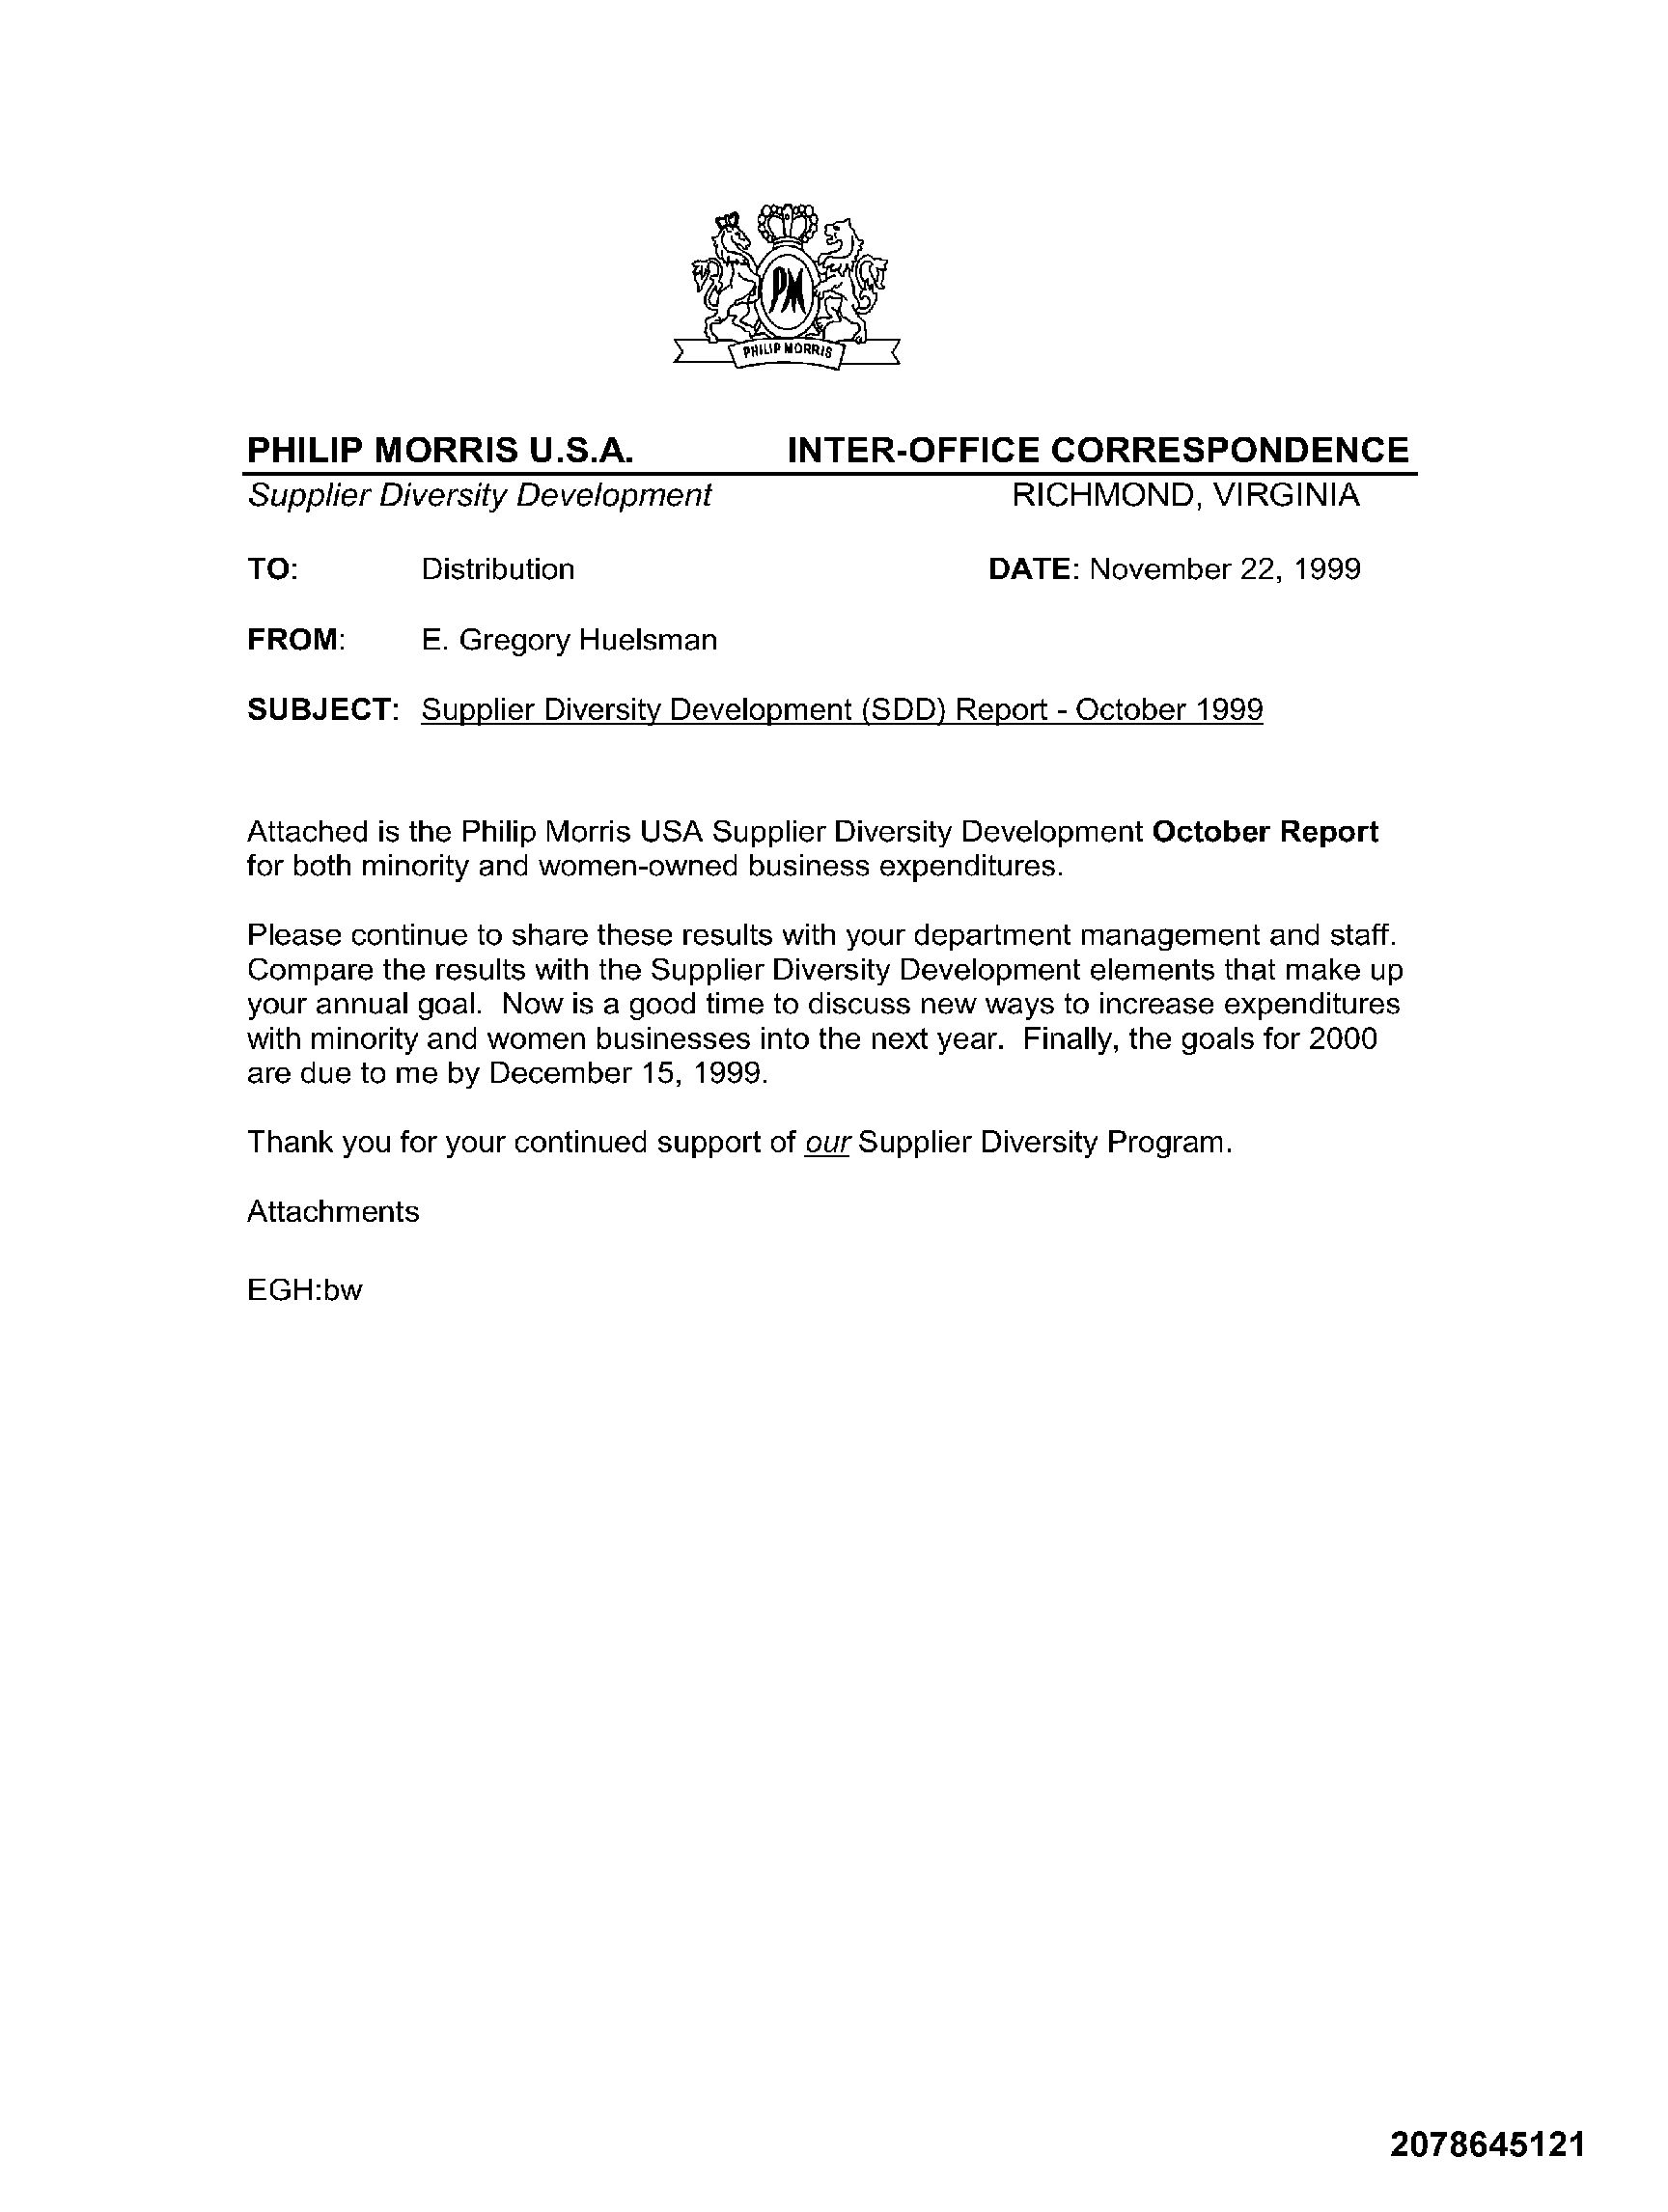 PM
PHILIP MORRIS
PHILIP MORRIS U.S.A. INTER-OFFICE CORRESPONDENCE
Supplier Diversity Development RICHMOND, VIRGINIA
TO: Distribution DATE: November 22, 1999
FROM: E. Gregory Huelsman
SUBJECT: Supplier Diversity Development (SDD) Report - October 1999
Attached is the Philip Morris USA Supplier Diversity Development October Report
for both minority and women-owned business expenditures.
Please continue to share these results with your department management and staff.
Compare the results with the Supplier Diversity Development elements that make up
your annual goal. Now is a good time to discuss new ways to increase expenditures
with minority and women businesses into the next year. Finally, the goals for 2000
are due to me by December 15, 1999.
Thank you for your continued support of our Supplier Diversity Program.
Attachments
EGH:bw
2078645121